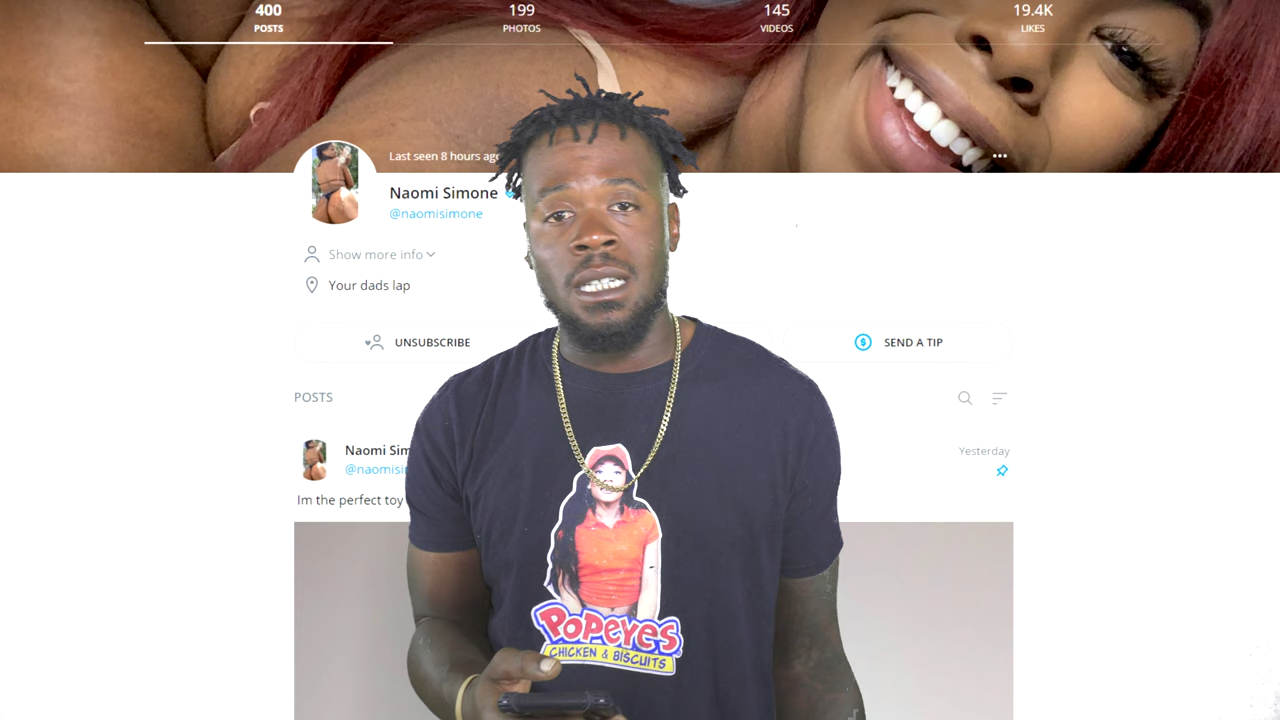 400 199 145 19.4K
POSTS PHOTOS VIDEOS LIKES
Last seen 8 hours ago
Naomi Simone
@naomisimone
Show more info
Your dads lap
UNSUBSCRIBE SEND A TIP
POSTS
Naomi Sim Yesterday
@naomisi
Im the perfect toy
POPEYES
CHICKEN & BISCUITS